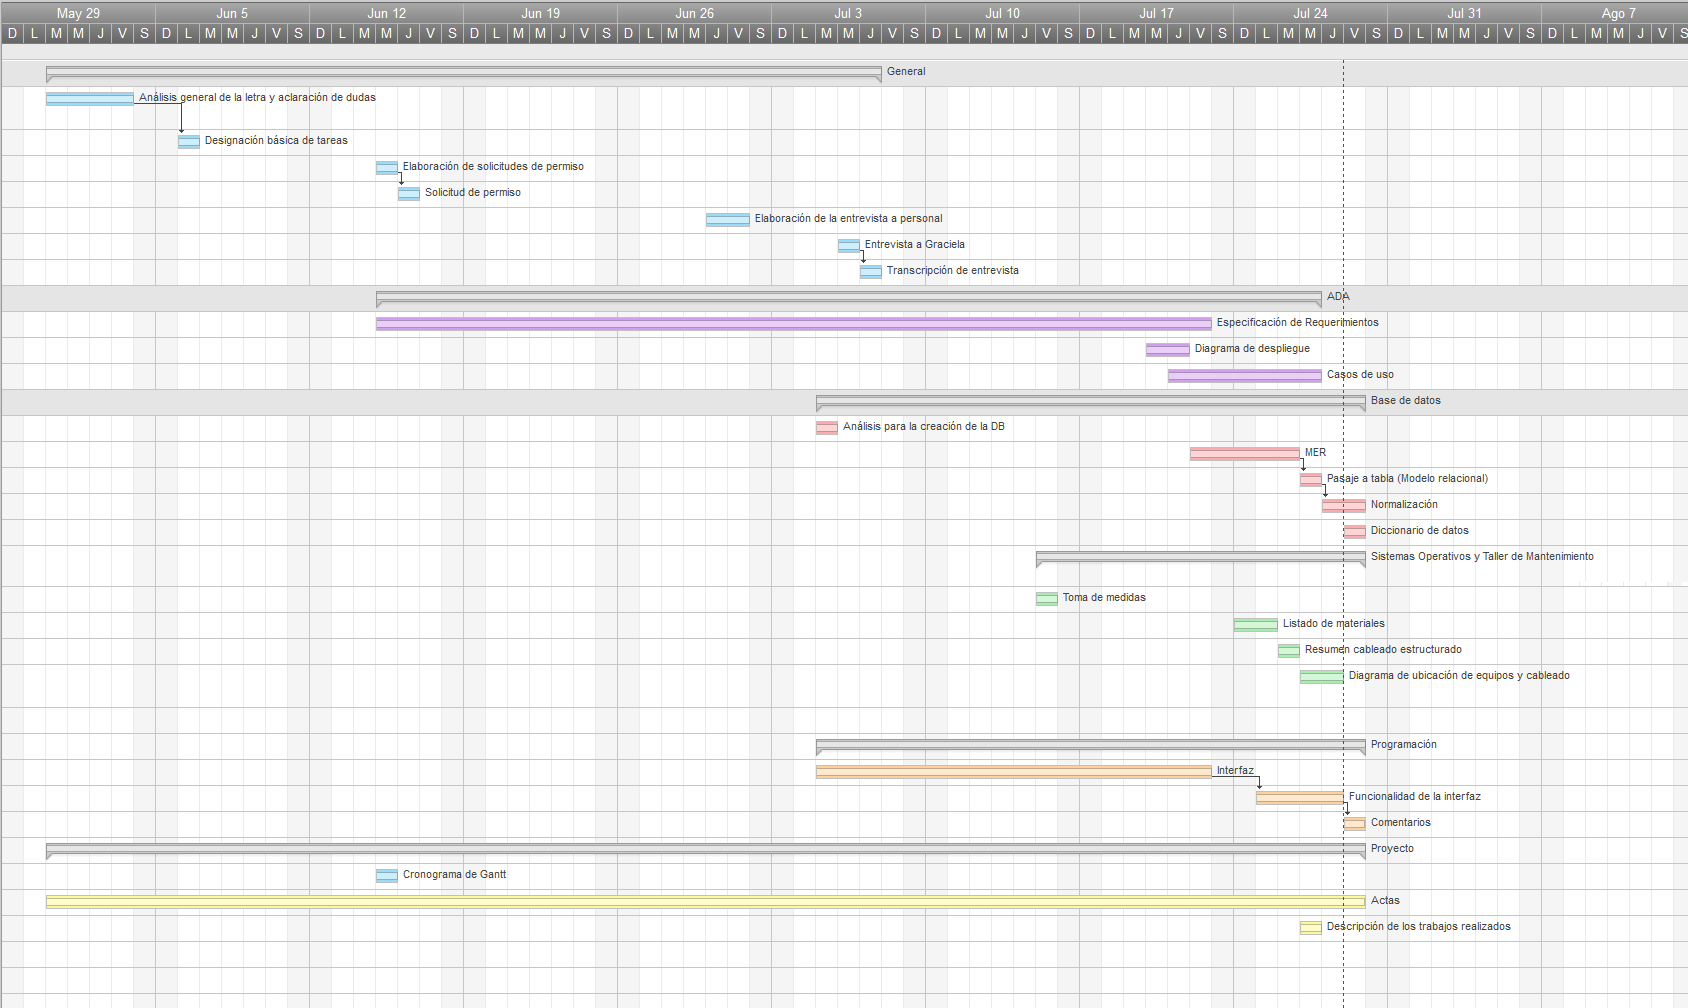 May 29 Jun 5 Jun 12 Jun 19 Jun 26 Jul 3 Jul 10 Jul 17 Jul 24 Jul 31 Ago 7
D L M M J V S D L M M J V S D L M M J V S D L M M J V S D L M M J V S D L M M J V S D L M M J V S D L M M J V S D L M M J V S D L M M J V S D L M M J V S
General
Análisis general de la letra y aclaración de dudas
Designación básica de tareas
Elaboración de solicitudes de permiso
Solicitud de permiso
Elaboración de la entrevista a personal
Entrevista a Graciela
Transcripción de entrevista
ADA
Especificación de Requerimientos
Diagrama de despliegue
Casos de uso
Base de datos
Análisis para la creación de la DB
MER
Pasaje a tabla (Modelo relacional)
Normalización
Diccionario de datos
Sistemas Operativos y Taller de Mantenimiento
Toma de medidas
Listado de materiales
Resumen cableado estructurado
Diagrama de ubicación de equipos y cableado
Programación
Interfaz
Funcionalidad de la interfaz
Comentarios
Proyecto
Cronograma de Gantt
Actas
Descripción de los trabajos realizados